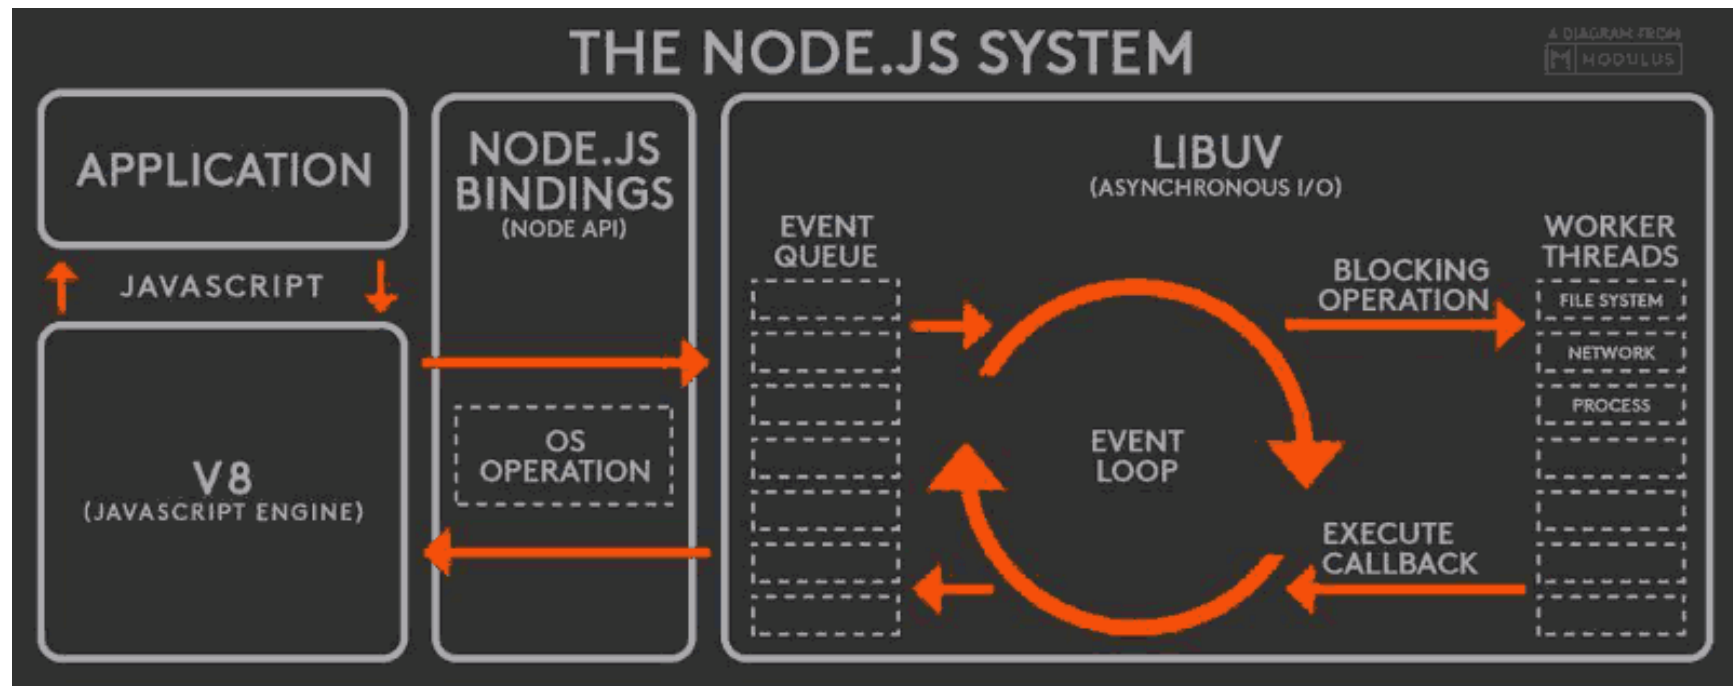 THE NODE.JS SYSTEM
A DIAGRAM FROM
MODULUS
APPLICATION
JAVASCRIPT
V8
(JAVASCRIPT ENGINE)
NODE.JS
BINDINGS
(NODE API)
OS
OPERATION
LIBUV
(ASYNCHRONOUS I/O)
EVENT
QUEUE
EVENT
LOOP
BLOCKING
OPERATION
EXECUTE
CALLBACK
WORKER
THREADS
FILE SYSTEM
NETWORK
PROCESS